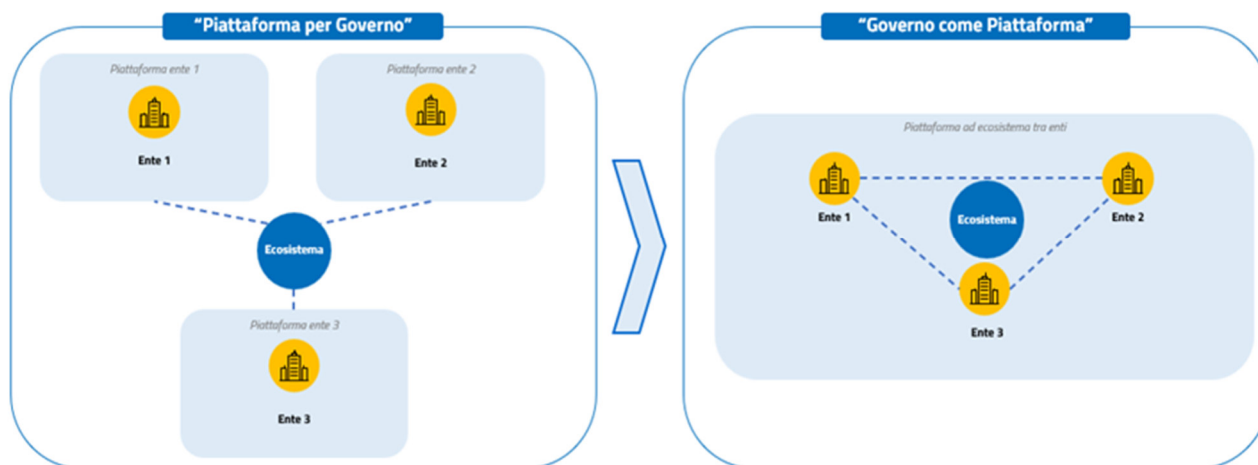 “Piattaforma per Governo”
Piattaforma ente 1
Ente 1
Piattaforma ente 2
Ente 2
Ecosistema
Piattaforma ente 3
Ente 3
“Governo come Piattaforma”
Piattaforma ad ecosistema tra enti
Ente 1
Ecosistema
Ente 2
Ente 3